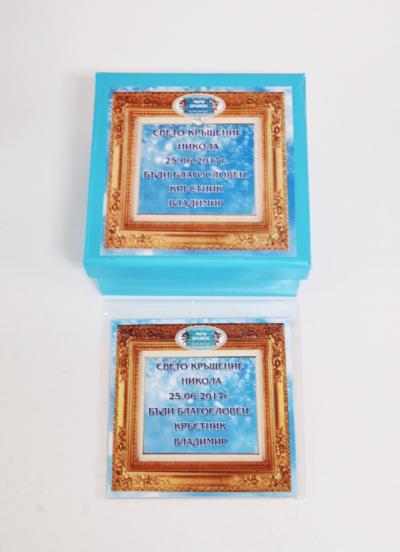 СВЕТО КРЪЩЕНИЕ
НИКОЛА
25.06.2017г.
БЪДИ БЛАГОСЛОВЕН.
КРЪСТНИК
ВЛАДИМИР
СВЕТО КРЪЩЕНИЕ
НИКОЛА
25.06.2017г.
БЪДИ БЛАГОСЛОВЕН.
КРЪСТНИК
ВЛАДИМИР